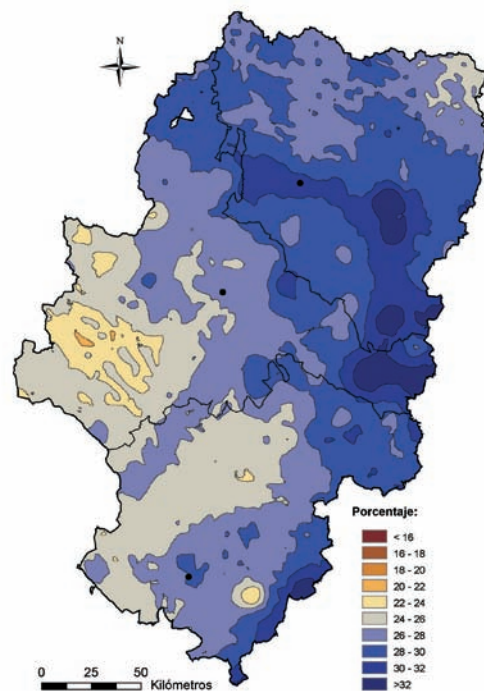 N
Porcentaje:
< 16
16 - 18
18 - 20
20 - 22
22 - 24
24 - 26
26 - 28
28 - 30
30 - 32
>32
0 25 50
Kilómetros